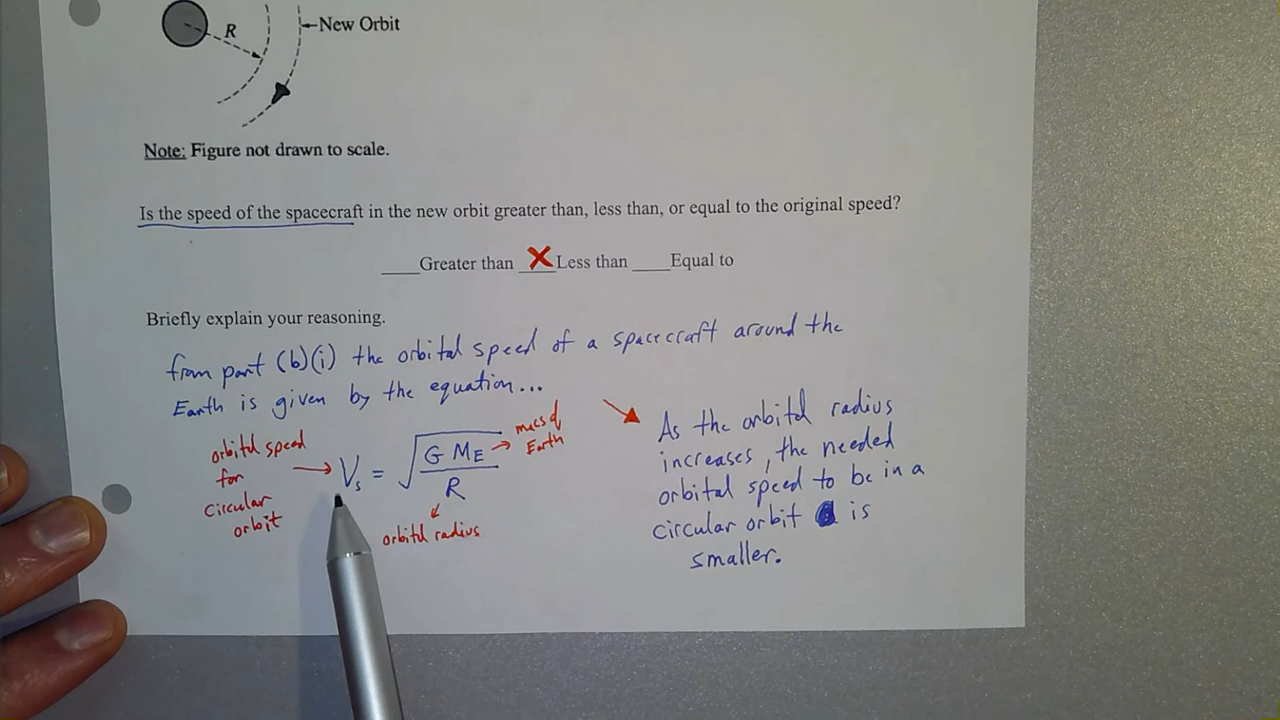 R
New Orbit
Note: Figure not drawn to scale.
Is the speed of the spacecraft in the new orbit greater than, less than, or equal to the original speed?
____Greater than __X__Less than ____Equal to
Briefly explain your reasoning.
from part (b)(i) the orbital speed of a spacecraft around the
Earth is given by the equation...
orbital speed
for
circular
orbit
Vs = √(G ME / R)
mass of
Earth
orbital radius
As the orbital radius
increases, the needed
orbital speed to be in a
circular orbit is
smaller.